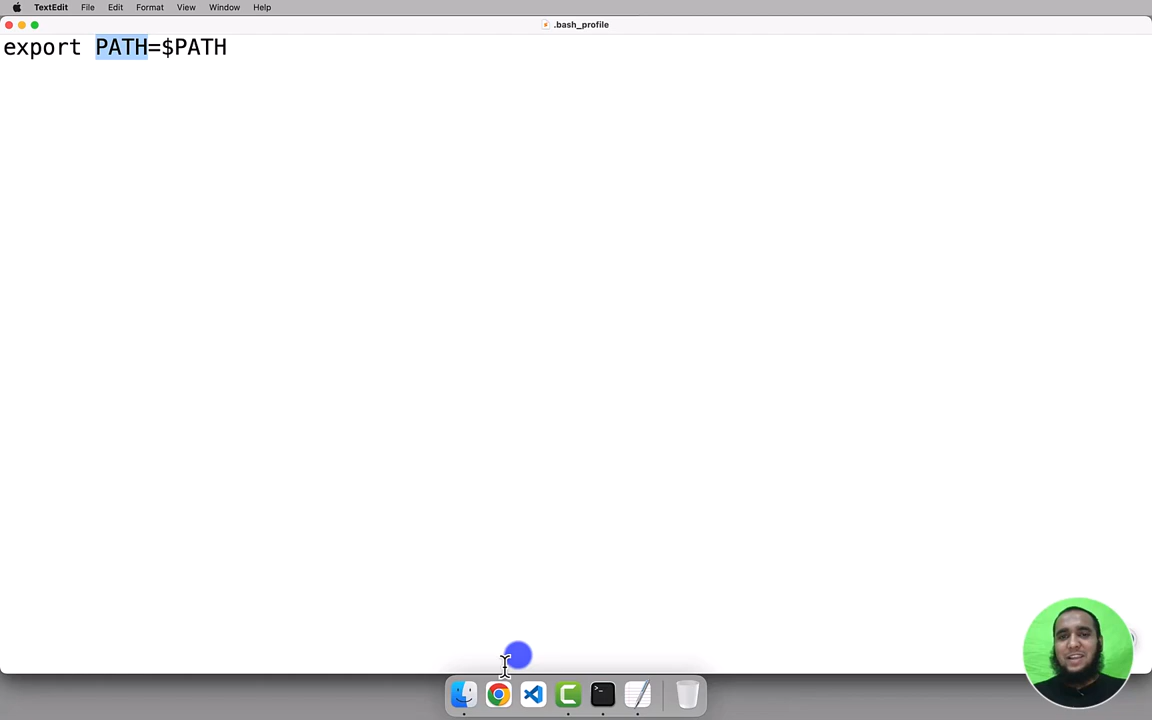 TextEdit File Edit Format View Window Help
.bash_profile
export PATH=$PATH